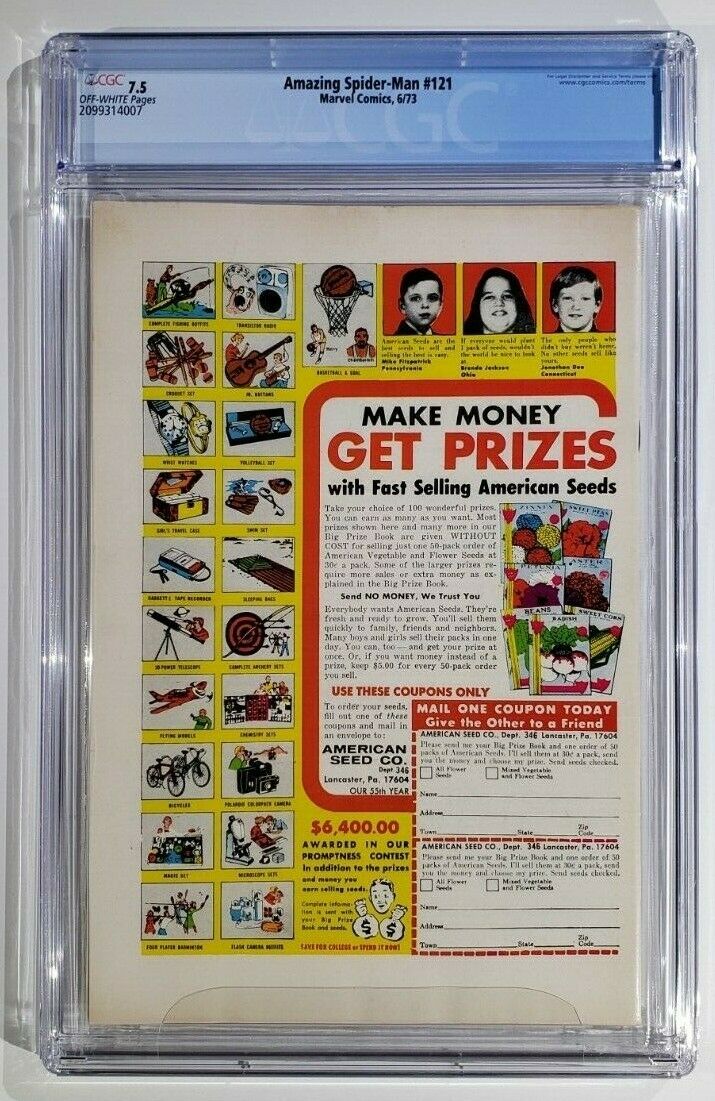 CGC 7.5
OFF-WHITE Pages
2099314007
Amazing Spider-Man #121
Marvel Comics, 6/73
www.cgccomics.com/terms
CGC
COMPLETE FISHING OUTFITS
TRANSISTOR RADIO
BASKETBALL & GOAL
American Seeds are the
best seeds to sell and
selling the best is easy.
Mike Fitzpatrick
Pennsylvania
If everyone would plant
1 pack of seeds, wouldn't
the world be nice to look
at
Brenda Jackson
Ohio
The only people who
didn't buy weren't home.
No other seeds sell like
yours.
Jonathan Dee
Connecticut
CROQUET SET
JR. GUITARS
WRIST WATCHES
VOLLEYBALL SET
GIRL'S TRAVEL CASE
SWIM SET
CASSETTE TAPE RECORDER
SLEEPING BAGS
30 POWER TELESCOPE
COMPLETE ARCHERY SETS
FLYING MODELS
CHEMISTRY SETS
BICYCLES
POLAROID COLORPACK CAMERA
MAGIC SET
MICROSCOPE SETS
FOUR PLAYER BADMINTON
FLASH CAMERA OUTFITS
MAKE MONEY
GET PRIZES
with Fast Selling American Seeds
Take your choice of 100 wonderful prizes.
You can earn as many as you want. Most
prizes shown here and many more in our
Big Prize Book are given WITHOUT
COST for selling just one 50-pack order of
American Vegetable and Flower Seeds at
30¢ a pack. Some of the larger prizes
require more sales or extra money as ex-
plained in the Big Prize Book.
Send NO MONEY, We Trust You
Everybody wants American Seeds. They're
fresh and ready to grow. You'll sell them
quickly to family, friends and neighbors.
Many boys and girls sell their packs in one
day. You can, too — and get your prize at
once. Or, if you want money instead of a
prize, keep $5.00 for every 50-pack order
you sell.
ZINNIA
SWEET PEAS
PETUNIA
ASTER
BEANS
RADISH
SWEET CORN
USE THESE COUPONS ONLY
To order your seeds,
fill out one of these
coupons and mail in
an envelope to:
AMERICAN
SEED CO.
Dept 346
Lancaster, Pa. 17604
OUR 55th YEAR
$6,400.00
AWARDED IN OUR
PROMPTNESS CONTEST
In addition to the prizes
and money you
earn selling seeds.
Complete informa-
tion is sent with
your Big Prize
Book and seeds.
$ $
SAVE FOR COLLEGE or SPEND IT NOW!
MAIL ONE COUPON TODAY
Give the Other to a Friend
AMERICAN SEED CO., Dept. 346 Lancaster, Pa. 17604
Please send me your Big Prize Book and one order of 50
packs of American Seeds. I'll sell them at 30¢ a pack, send
you the money and choose my prize. Send seeds checked.
All Flower Seeds
Mixed Vegetable and Flower Seeds
Name
Address
Town State Zip Code
AMERICAN SEED CO., Dept. 346 Lancaster, Pa. 17604
Please send me your Big Prize Book and one order of 50
packs of American Seeds. I'll sell them at 30¢ a pack, send
you the money and choose my prize. Send seeds checked.
All Flower Seeds
Mixed Vegetable and Flower Seeds
Name
Address
Town State Zip Code